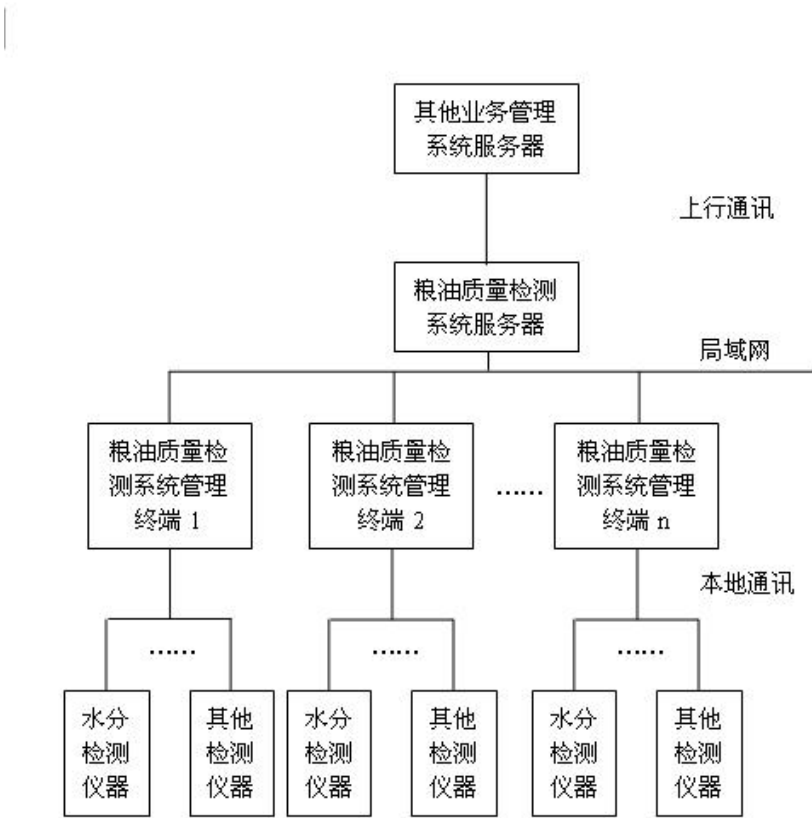 其他业务管理
系统服务器
上行通讯
粮油质量检测
系统服务器
局域网
粮油质量检
测系统管理
终端 1
粮油质量检
测系统管理
终端 2
……
粮油质量检
测系统管理
终端 n
本地通讯
……
……
……
水分
检测
仪器
其他
检测
仪器
水分
检测
仪器
其他
检测
仪器
水分
检测
仪器
其他
检测
仪器